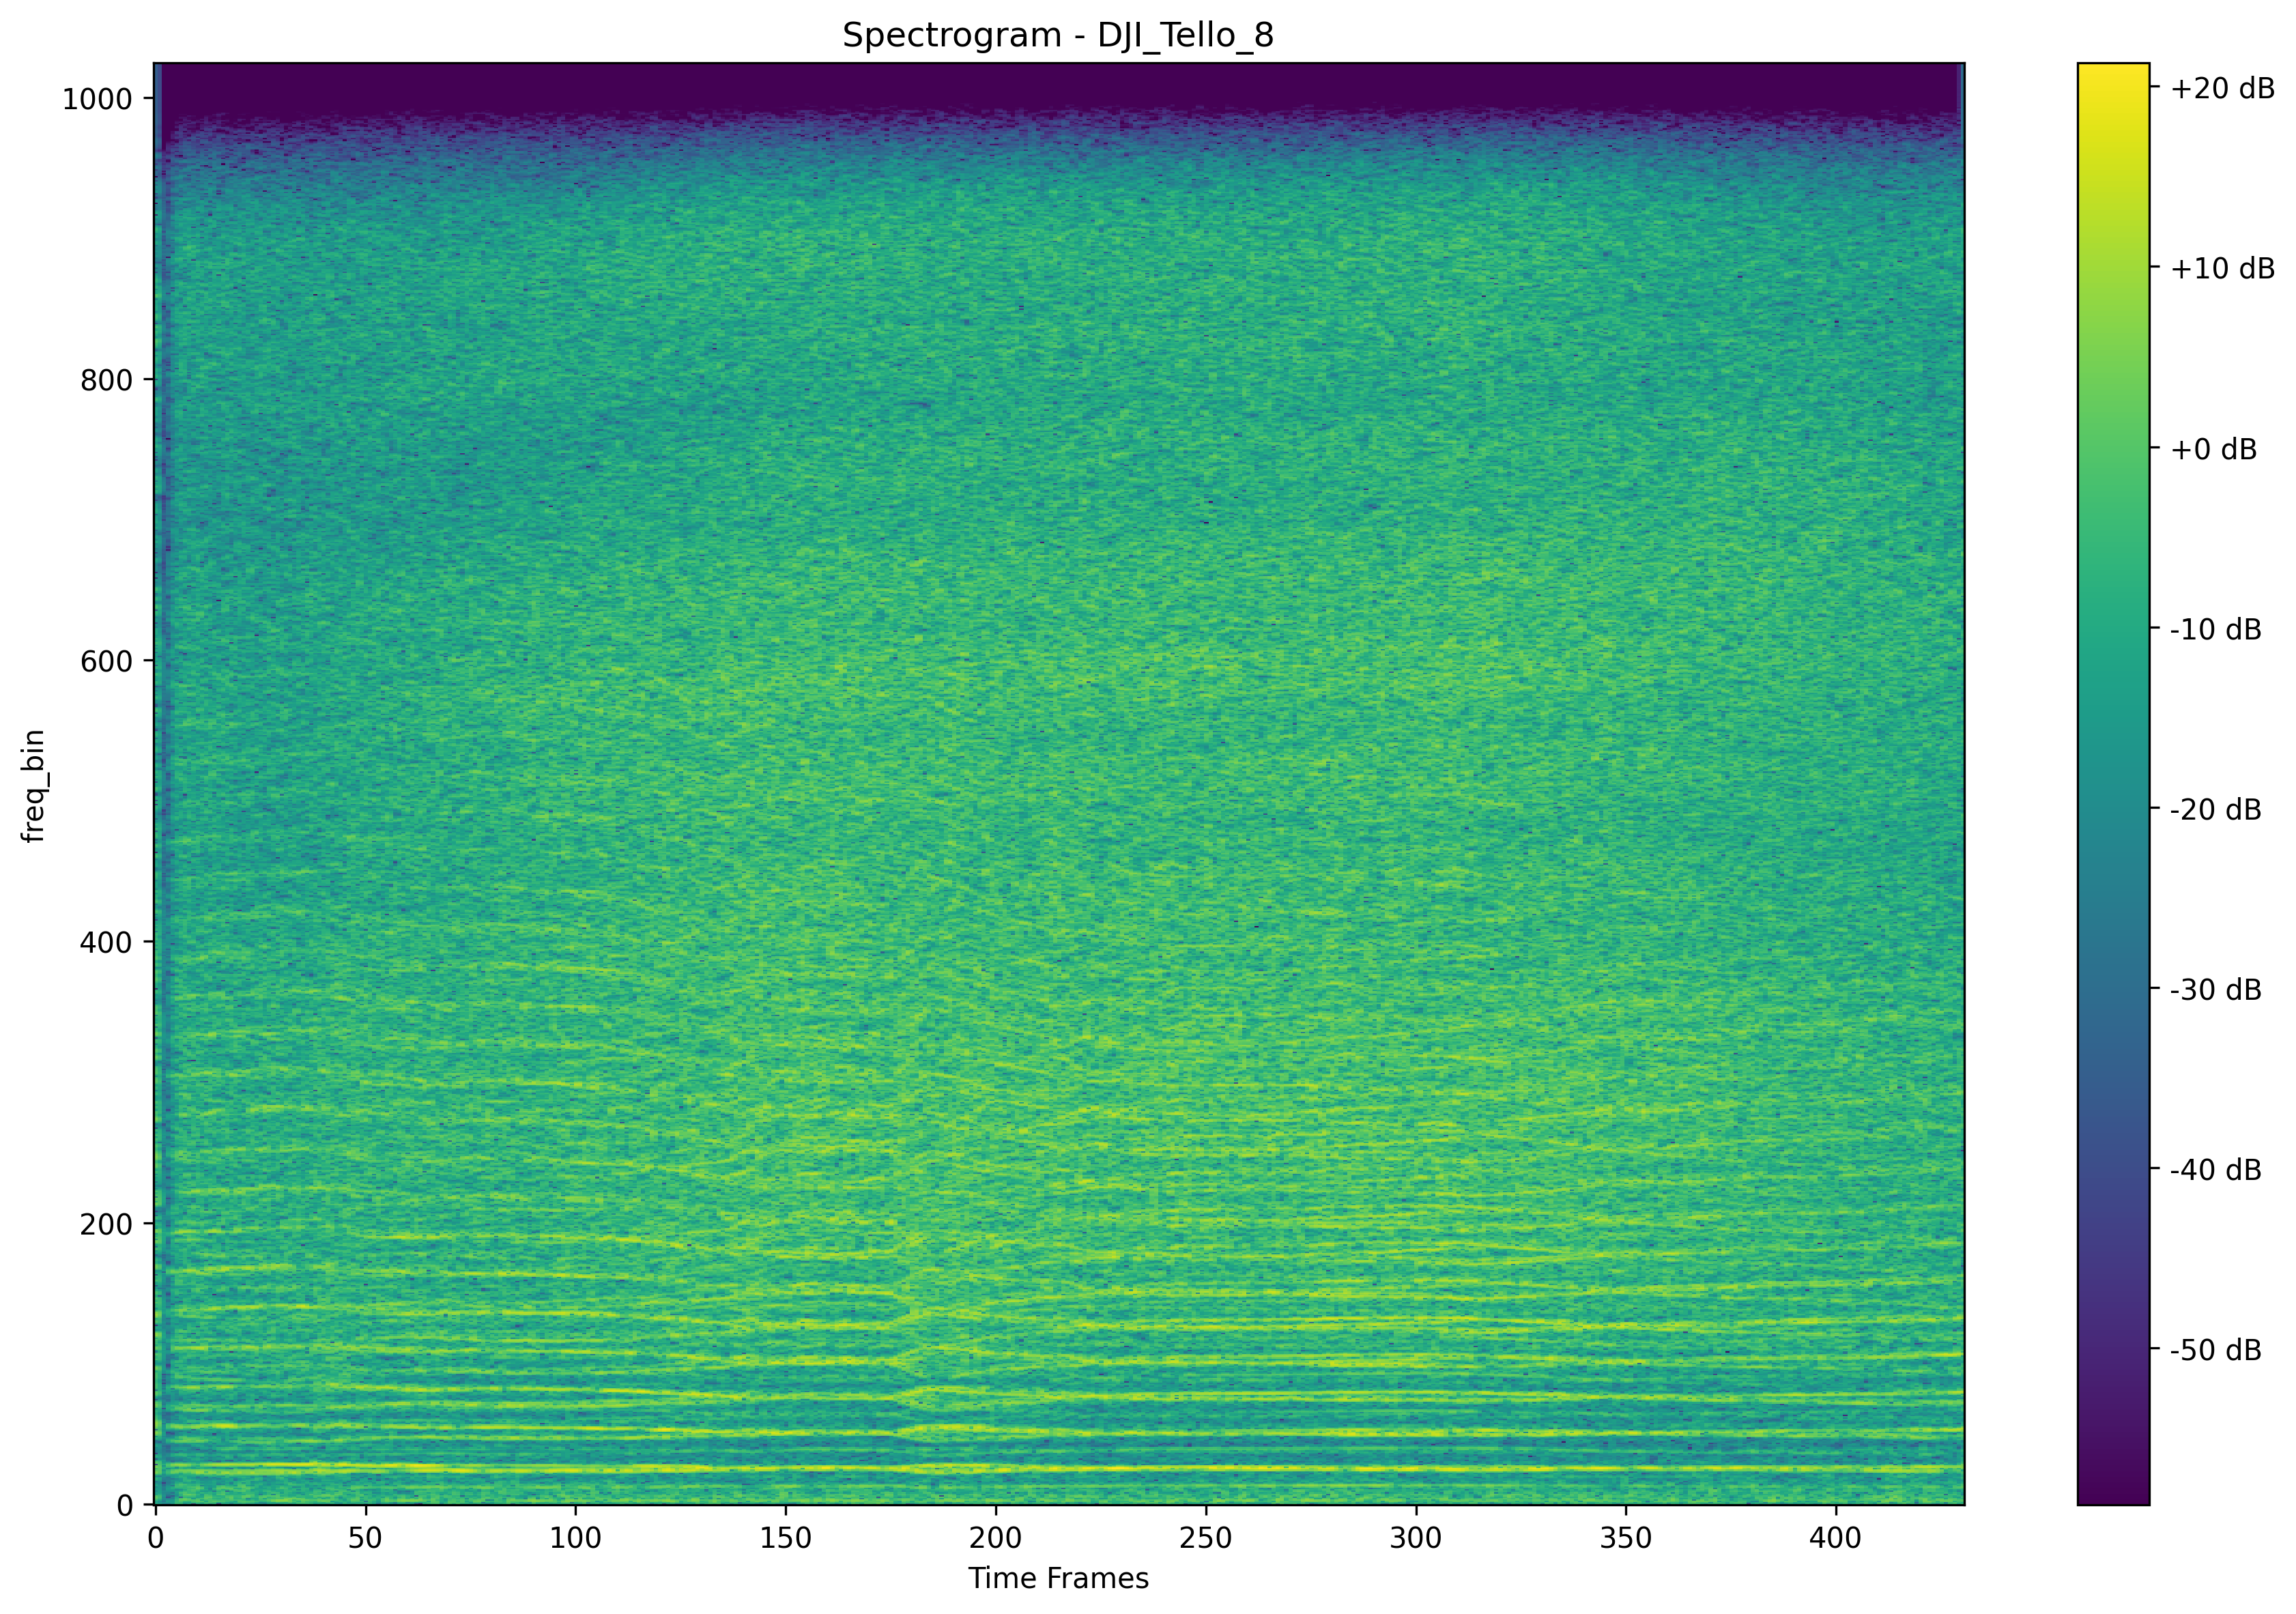 Spectrogram - DJI_Tello_8
1000
800
600
400
200
0
freq_bin
0 50 100 150 200 250 300 350 400
Time Frames
+20 dB
+10 dB
+0 dB
-10 dB
-20 dB
-30 dB
-40 dB
-50 dB